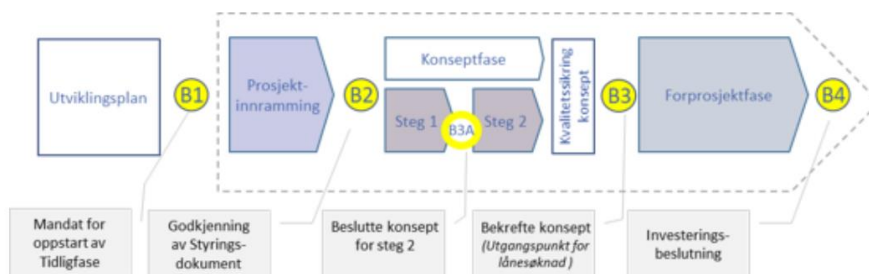 Utviklingsplan
B1
Prosjekt-
innramming
B2
Konseptfase
Steg 1
B3A
Steg 2
Kvalitetssikring
konsept
B3
Forprosjektfase
B4
Mandat for
oppstart av
Tidligfase
Godkjenning
av Styrings-
dokument
Beslutte konsept
for steg 2
Bekrefte konsept
(Utgangspunkt for
lånesøknad )
Investerings-
beslutning